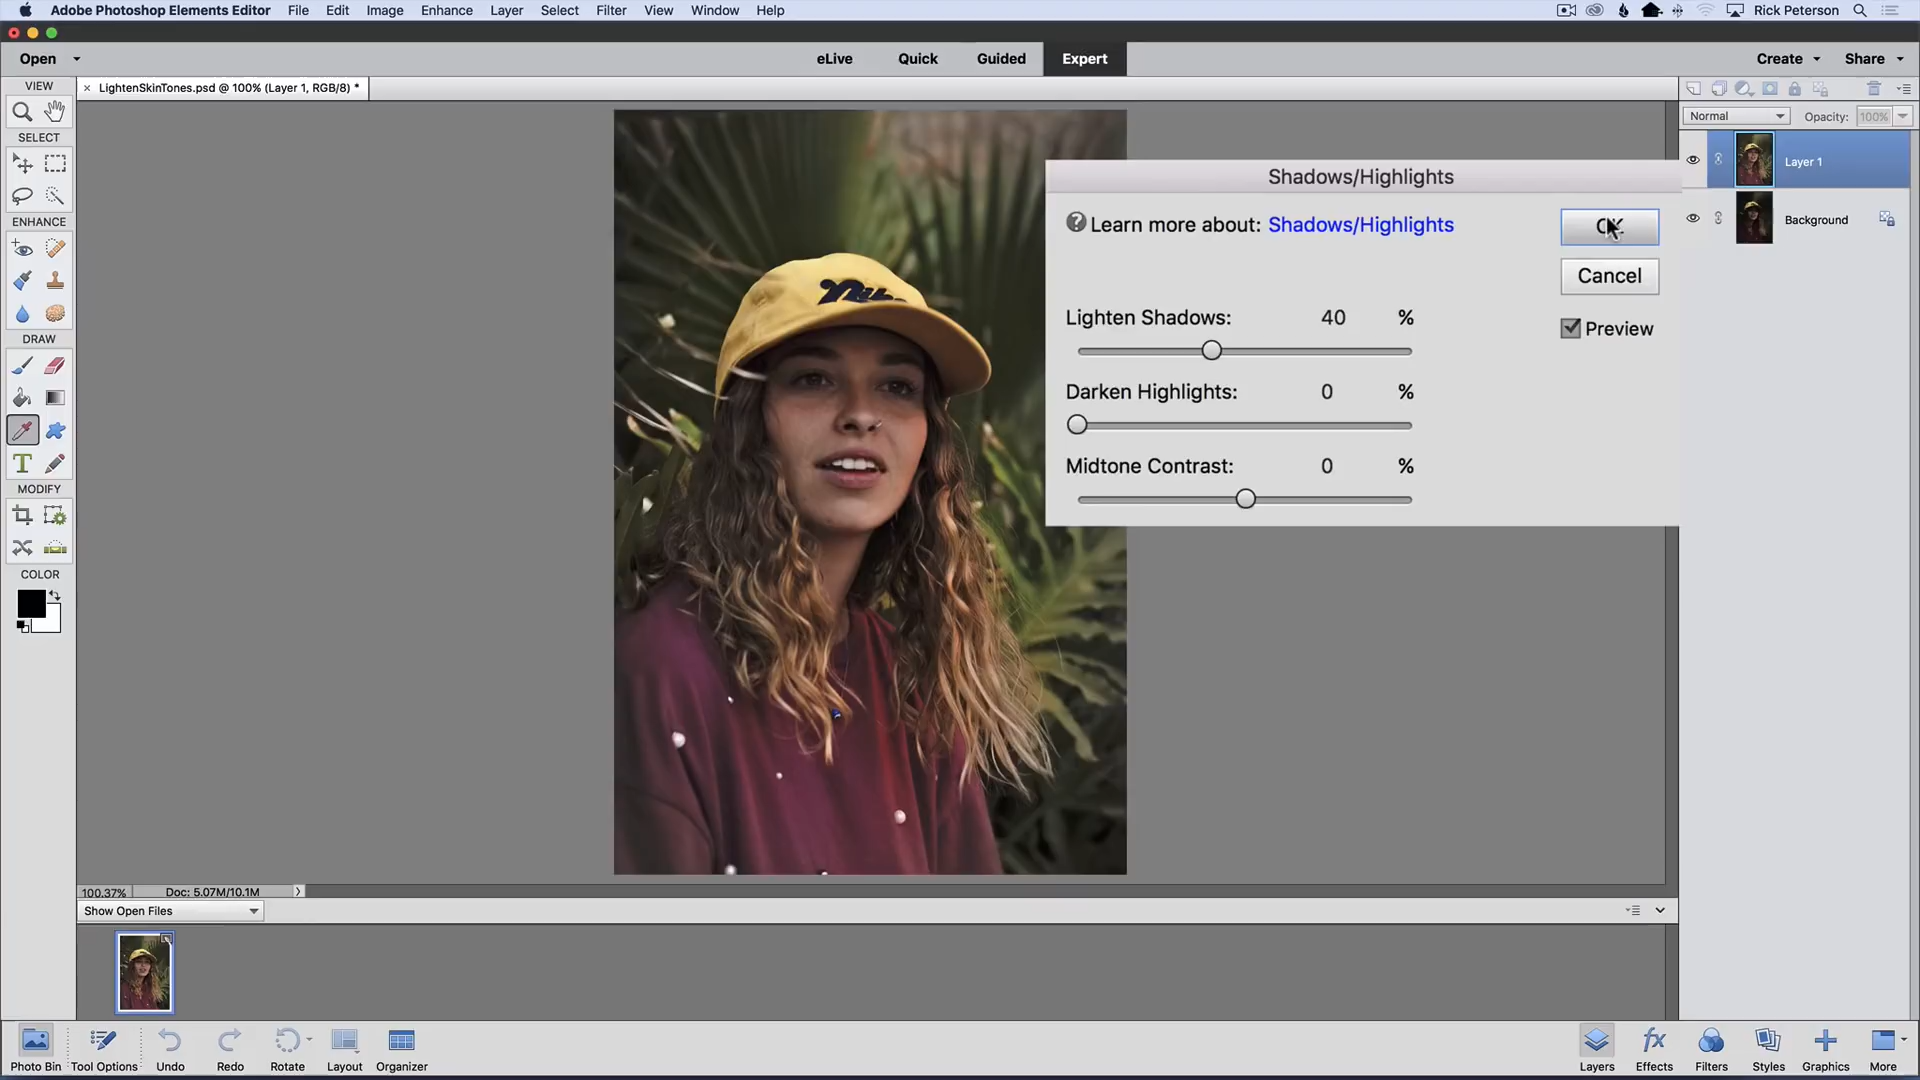 Adobe Photoshop Elements Editor File Edit Image Enhance Layer Select Filter View Window Help Rick Peterson
Open eLive Quick Guided Expert Create Share
VIEW × LightenSkinTones.psd @ 100% (Layer 1, RGB/8) *
Normal Opacity: 100%
SELECT
Layer 1
Shadows/Highlights
Learn more about: Shadows/Highlights
Background
ENHANCE
Cancel
Lighten Shadows: 40 %
Preview
DRAW
Darken Highlights: 0 %
Midtone Contrast: 0 %
MODIFY
COLOR
100.37% Doc: 5.07M/10.1M
Show Open Files
Photo Bin Tool Options Undo Redo Rotate Layout Organizer Layers Effects Filters Styles Graphics More